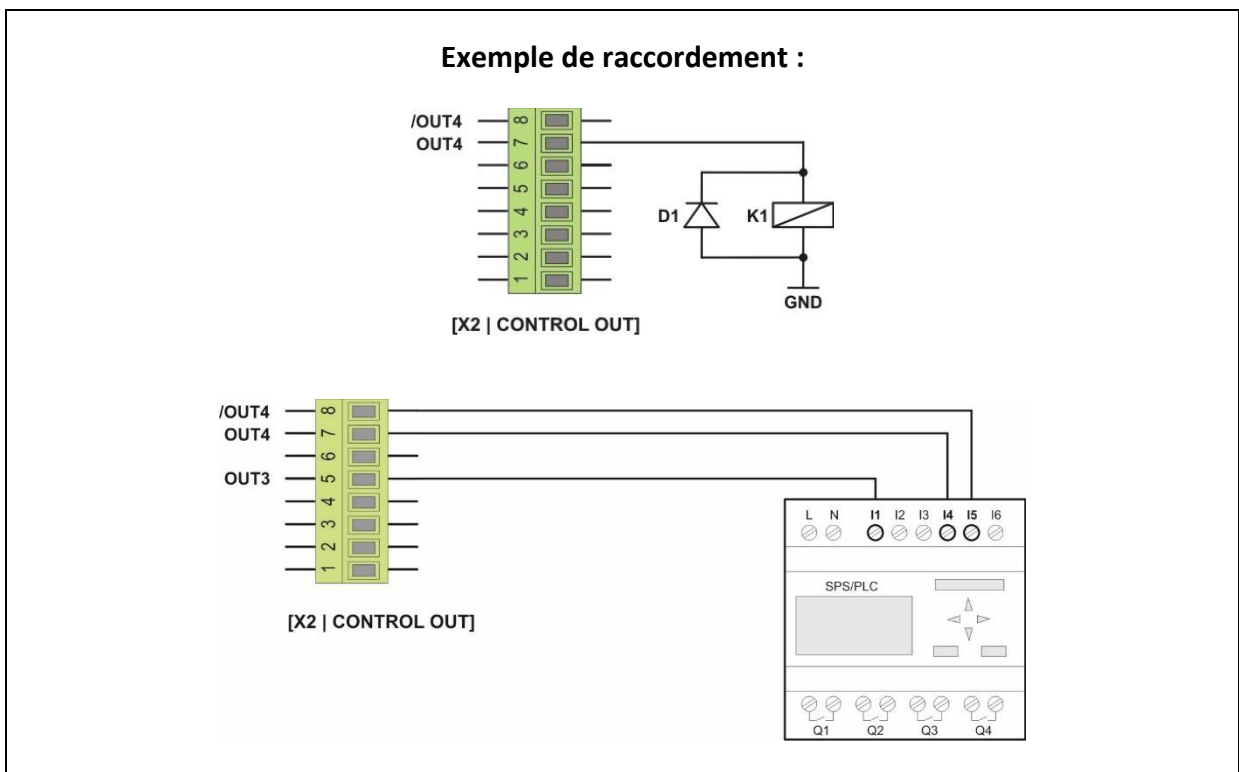 Exemple de raccordement :
/OUT4 8
OUT4 7
6
5
4
3
2
1
D1
K1
GND
[X2 | CONTROL OUT]
/OUT4 8
OUT4 7
6
OUT3 5
4
3
2
1
[X2 | CONTROL OUT]
L N I1 I2 I3 I4 I5 I6
SPS/PLC
Q1 Q2 Q3 Q4